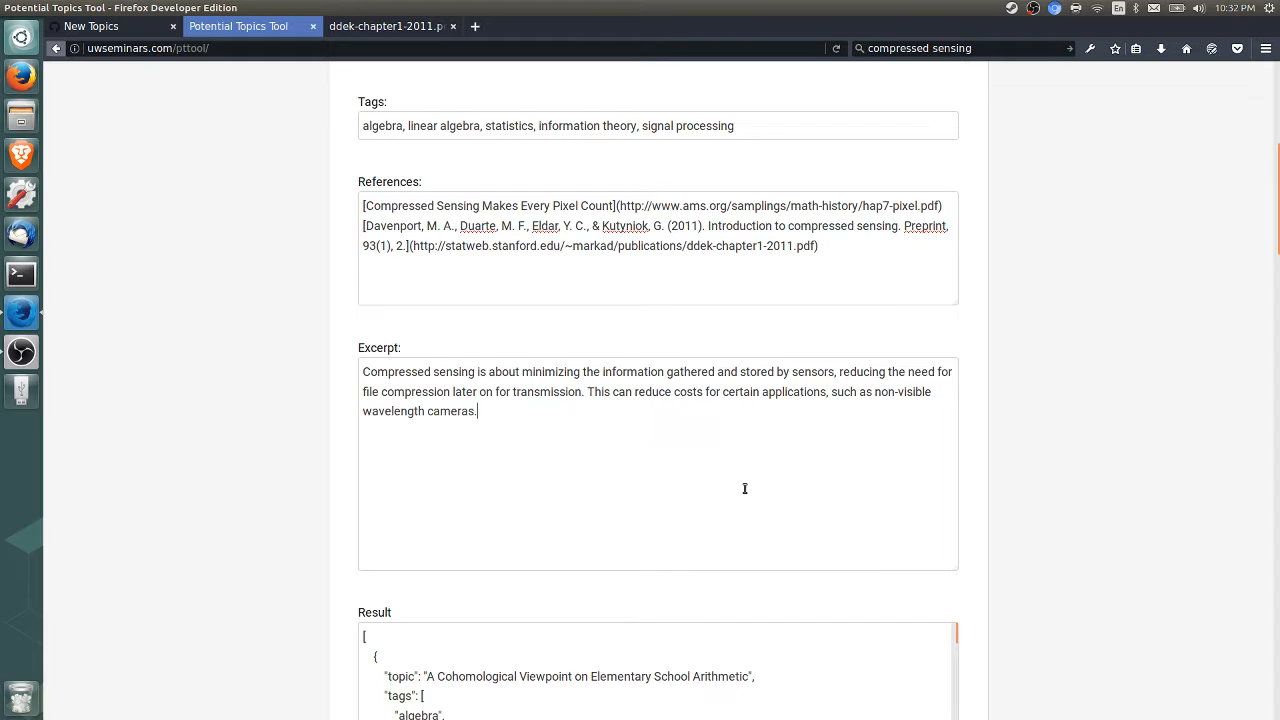 Potential Topics Tool - Firefox Developer Edition
En
10:32 PM
New Topics
Potential Topics Tool
ddek-chapter1-2011.p
uwseminars.com/pttool/
compressed sensing
Tags:
algebra, linear algebra, statistics, information theory, signal processing
References:
[Compressed Sensing Makes Every Pixel Count](http://www.ams.org/samplings/math-history/hap7-pixel.pdf)
[Davenport, M. A., Duarte, M. F., Eldar, Y. C., & Kutyniok, G. (2011). Introduction to compressed sensing. Preprint,
93(1), 2.](http://statweb.stanford.edu/~markad/publications/ddek-chapter1-2011.pdf)
Excerpt:
Compressed sensing is about minimizing the information gathered and stored by sensors, reducing the need for
file compression later on for transmission. This can reduce costs for certain applications, such as non-visible
wavelength cameras.
Result
[
{
"topic": "A Cohomological Viewpoint on Elementary School Arithmetic",
"tags": [
"algebra",